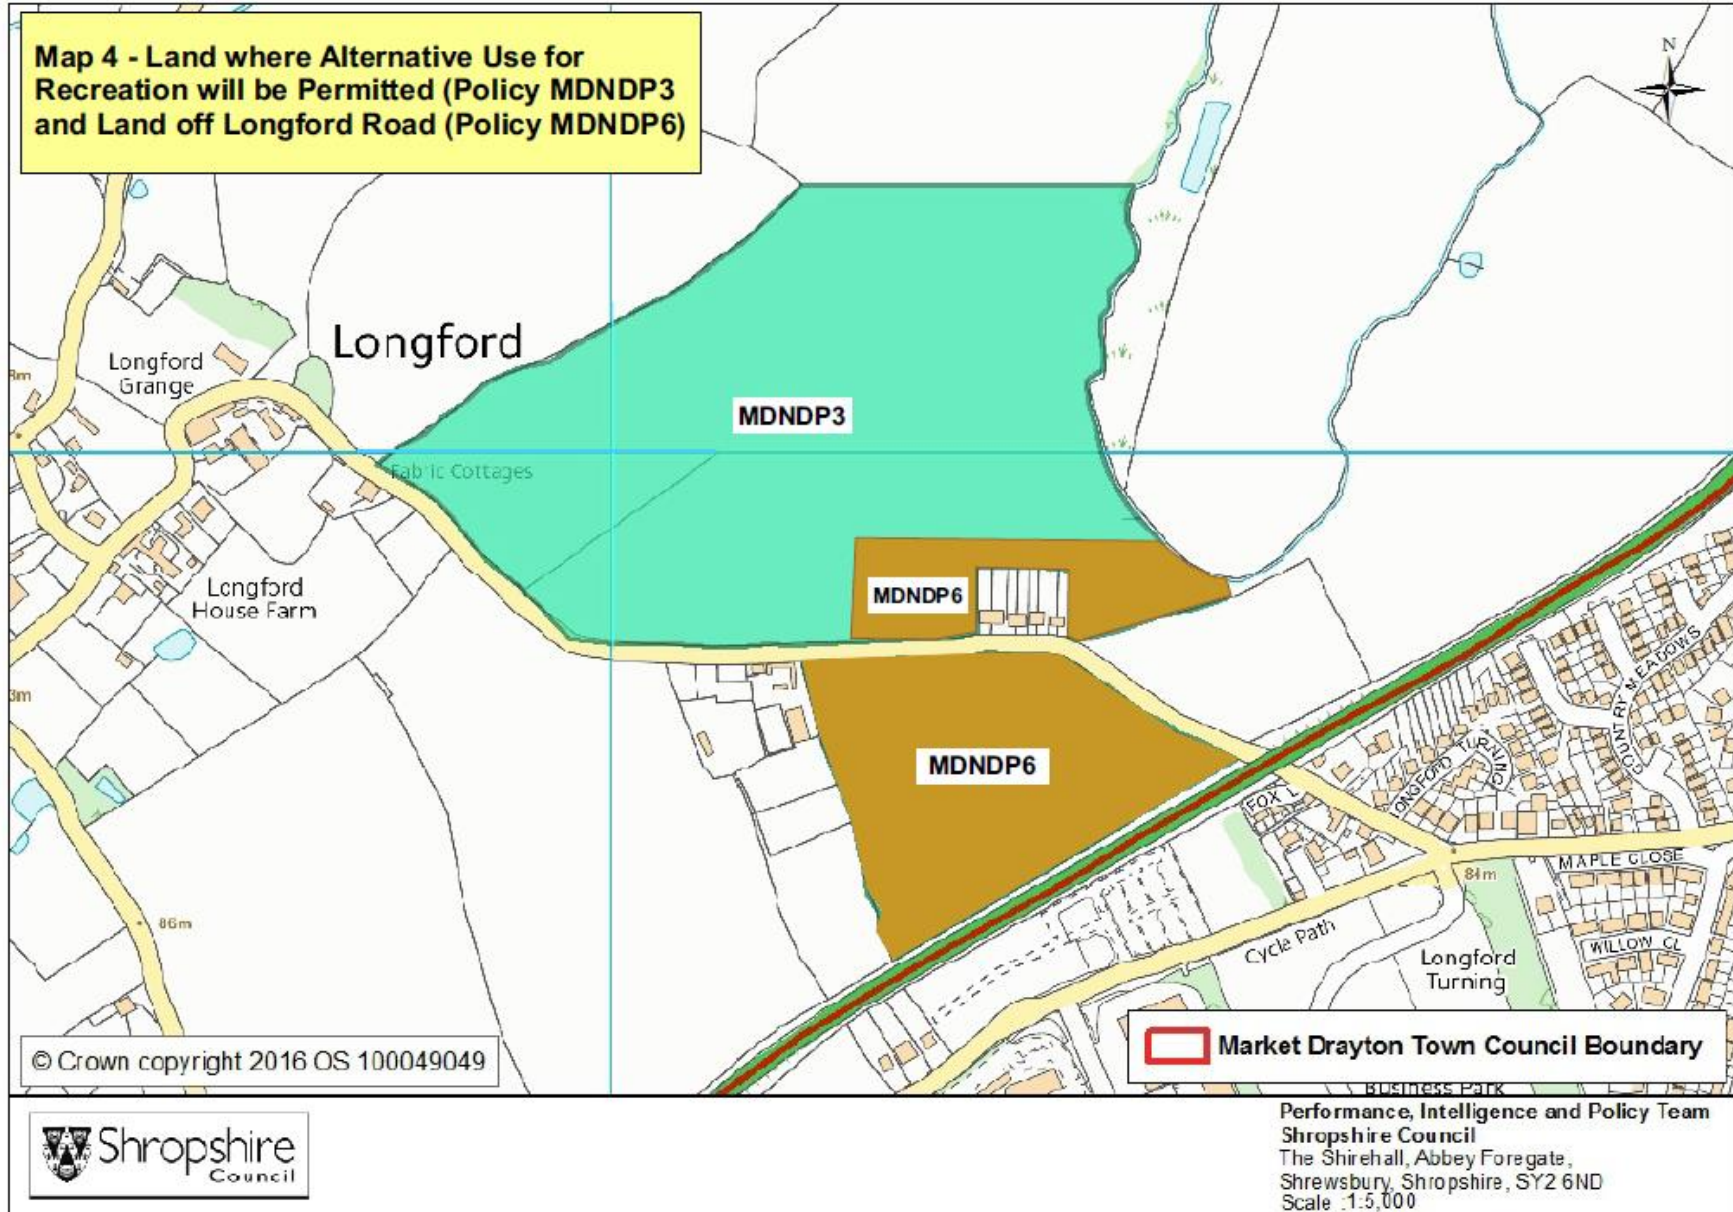 Map 4 - Land where Alternative Use for
Recreation will be Permitted (Policy MDNDP3
and Land off Longford Road (Policy MDNDP6)
N
Longford
Longford
Grange
8m
MDNDP3
Fabric Cottages
Longford
House Farm
MDNDP6
3m
MDNDP6
COUNTRY MEADOWS
LONGFORD TURNING
FOX L
MAPLE CLOSE
84m
86m
WILLOW CL
Cycle Path
Longford
Turning
Market Drayton Town Council Boundary
© Crown copyright 2016 OS 100049049
Business Park
Shropshire
Council
Performance, Intelligence and Policy Team
Shropshire Council
The Shirehall, Abbey Foregate,
Shrewsbury, Shropshire, SY2 6ND
Scale :1:5,000